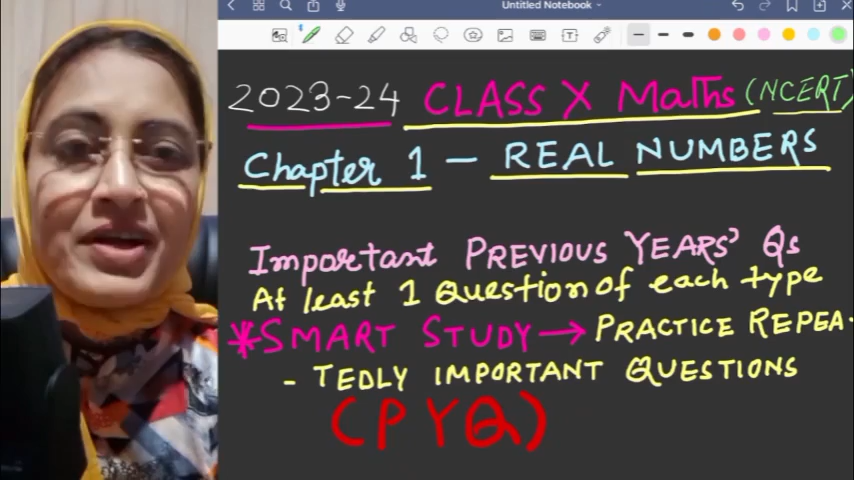 Untitled Notebook
2023-24 CLASS X Maths (NCERT)
Chapter 1 - REAL NUMBERS
Important PREVIOUS YEARS' Qs
At least 1 Question of each type
*SMART STUDY → PRACTICE REPEA-
- TEDLY IMPORTANT QUESTIONS
(PYQ)